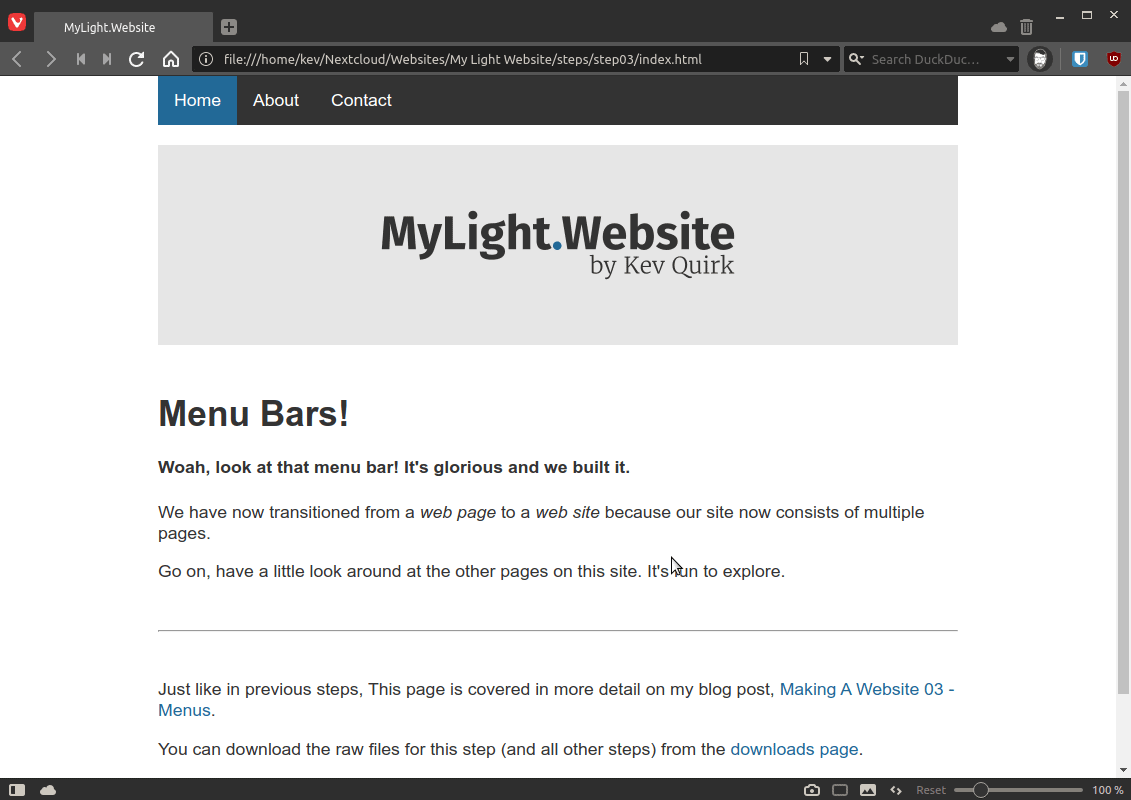 MyLight.Website
file:///home/kev/Nextcloud/Websites/My Light Website/steps/step03/index.html
Search DuckDuc...
Home About Contact
MyLight.Website
by Kev Quirk
Menu Bars!
Woah, look at that menu bar! It's glorious and we built it.
We have now transitioned from a web page to a web site because our site now consists of multiple
pages.
Go on, have a little look around at the other pages on this site. It's fun to explore.
Just like in previous steps, This page is covered in more detail on my blog post, Making A Website 03 -
Menus.
You can download the raw files for this step (and all other steps) from the downloads page.
Reset 100 %